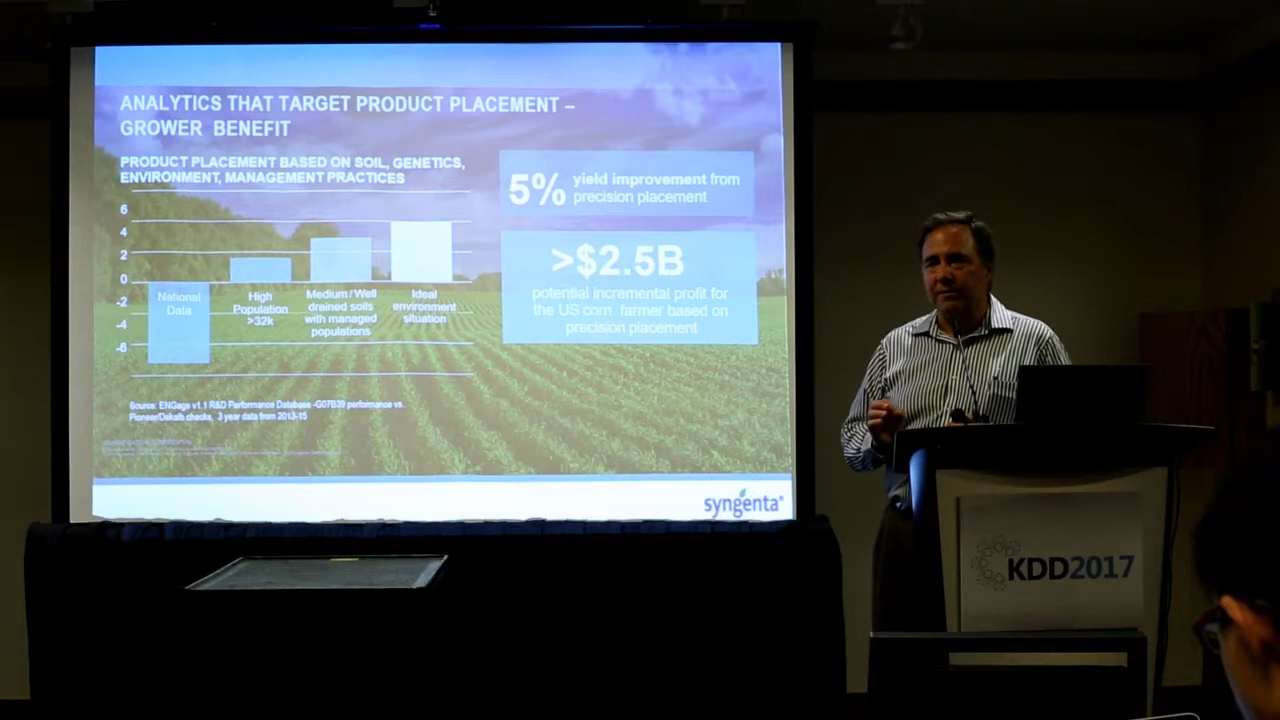 ANALYTICS THAT TARGET PRODUCT PLACEMENT –
GROWER BENEFIT
PRODUCT PLACEMENT BASED ON SOIL, GENETICS,
ENVIRONMENT, MANAGEMENT PRACTICES
6
4
2
0
-2
-4
-6
National
Data
High
Population
>32k
Medium/Well
drained soils
with managed
populations
Ideal
environment
situation
5% yield improvement from
precision placement
>$2.5B
potential incremental profit for
the US corn farmer based on
precision placement
Source: ENGage v1.1 R&D Performance Database -G07B39 performance vs.
Pioneer/Dekalb checks, 3 year data from 2013-15
syngenta
KDD2017